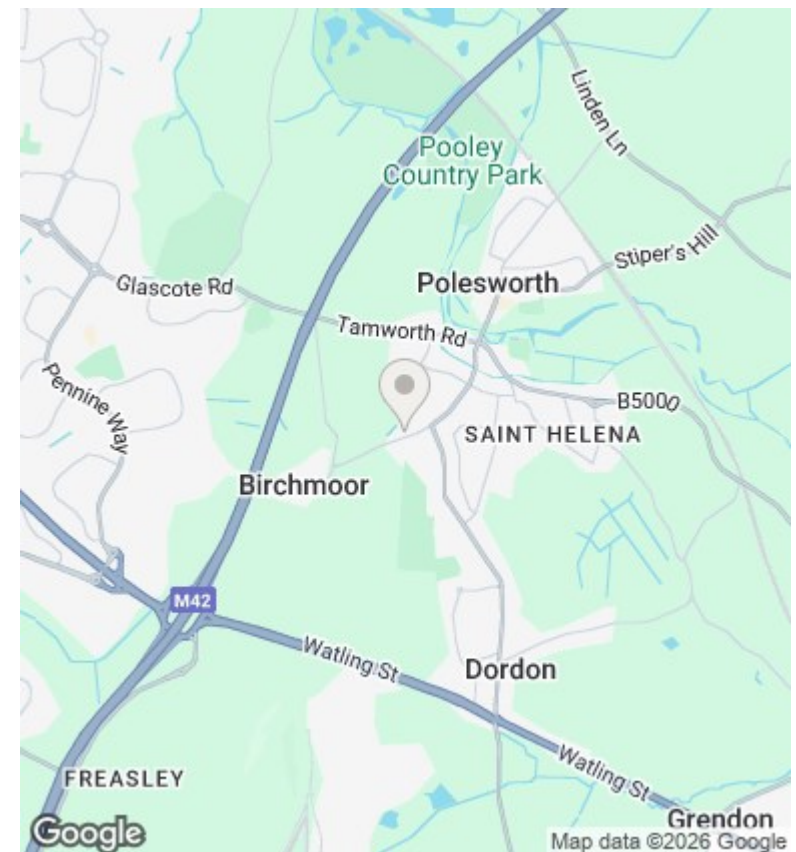 Linden Ln
Pooley
Country Park
Stiper's Hill
Polesworth
Glascote Rd
Tamworth Rd
Pennine Way
B5000
SAINT HELENA
Birchmoor
M42
Watling St
Dordon
Watling St
FREASLEY
Grendon
Google
Map data ©2026 Google